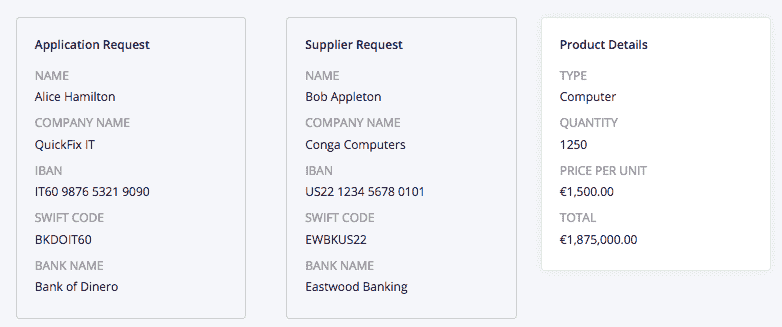 Application Request
NAME
Alice Hamilton
COMPANY NAME
QuickFix IT
IBAN
IT60 9876 5321 9090
SWIFT CODE
BKDOIT60
BANK NAME
Bank of Dinero
Supplier Request
NAME
Bob Appleton
COMPANY NAME
Conga Computers
IBAN
US22 1234 5678 0101
SWIFT CODE
EWBKUS22
BANK NAME
Eastwood Banking
Product Details
TYPE
Computer
QUANTITY
1250
PRICE PER UNIT
€1,500.00
TOTAL
€1,875,000.00